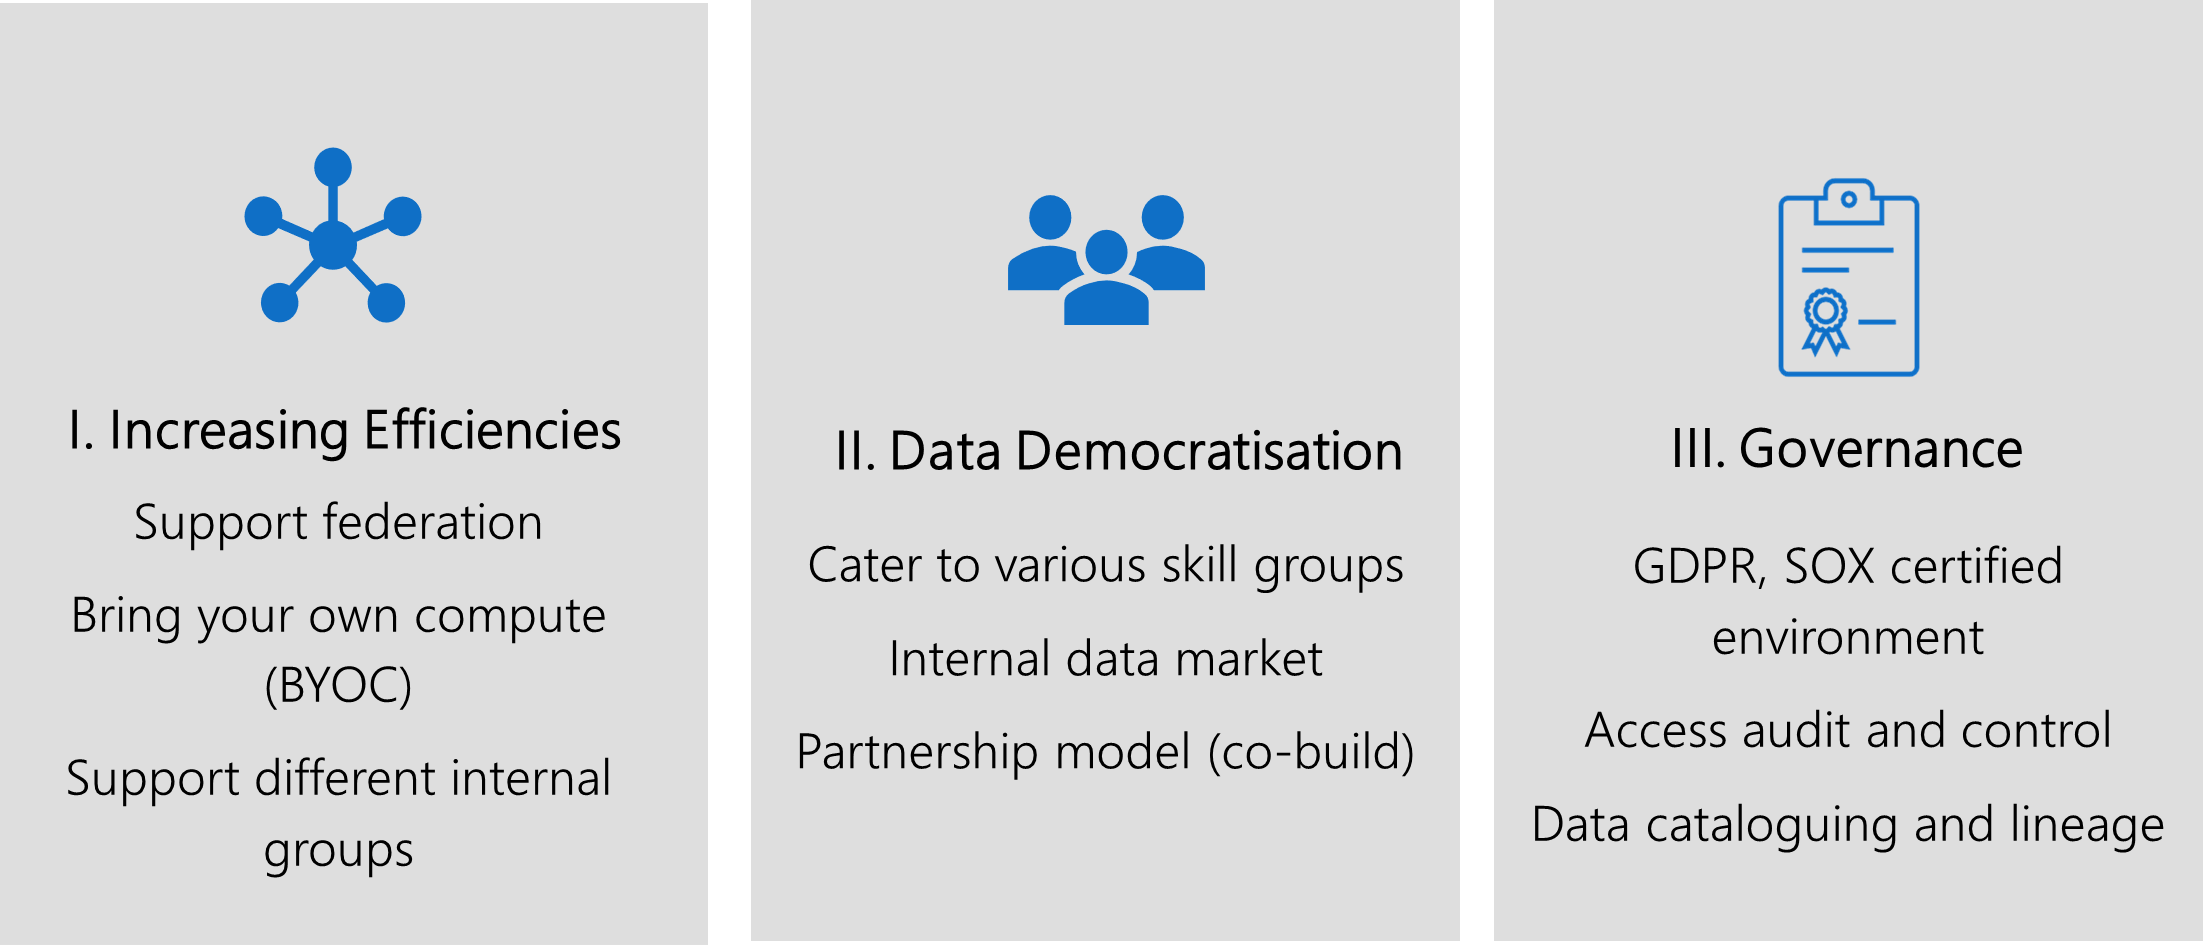 I. Increasing Efficiencies
Support federation
Bring your own compute
(BYOC)
Support different internal
groups
II. Data Democratisation
Cater to various skill groups
Internal data market
Partnership model (co-build)
III. Governance
GDPR, SOX certified
environment
Access audit and control
Data cataloguing and lineage